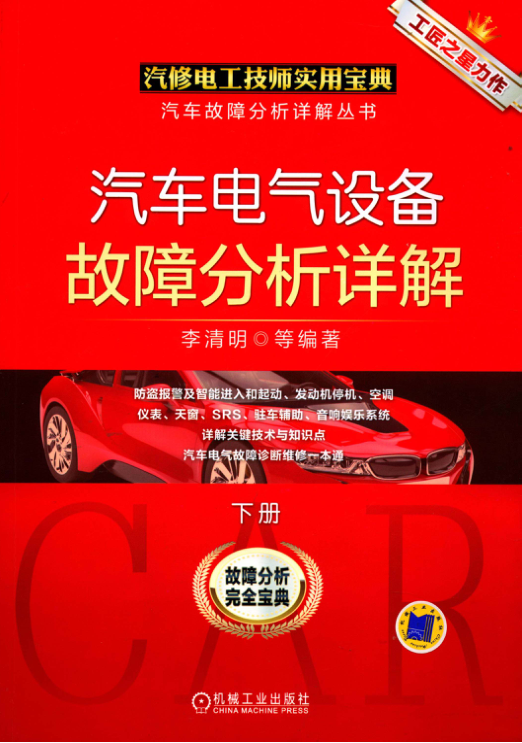 工匠之星力作
汽修电工技师实用宝典
汽车故障分析详解丛书
汽车电气设备
故障分析详解
李清明◎等编著
防盗报警及智能进入和起动、发动机停机、空调
仪表、天窗、SRS、驻车辅助、音响娱乐系统
详解关键技术与知识点
汽车电气故障诊断维修一本通
下册
CAR
故障分析
完全宝典
机械工业出版社
CHINA MACHINE PRESS